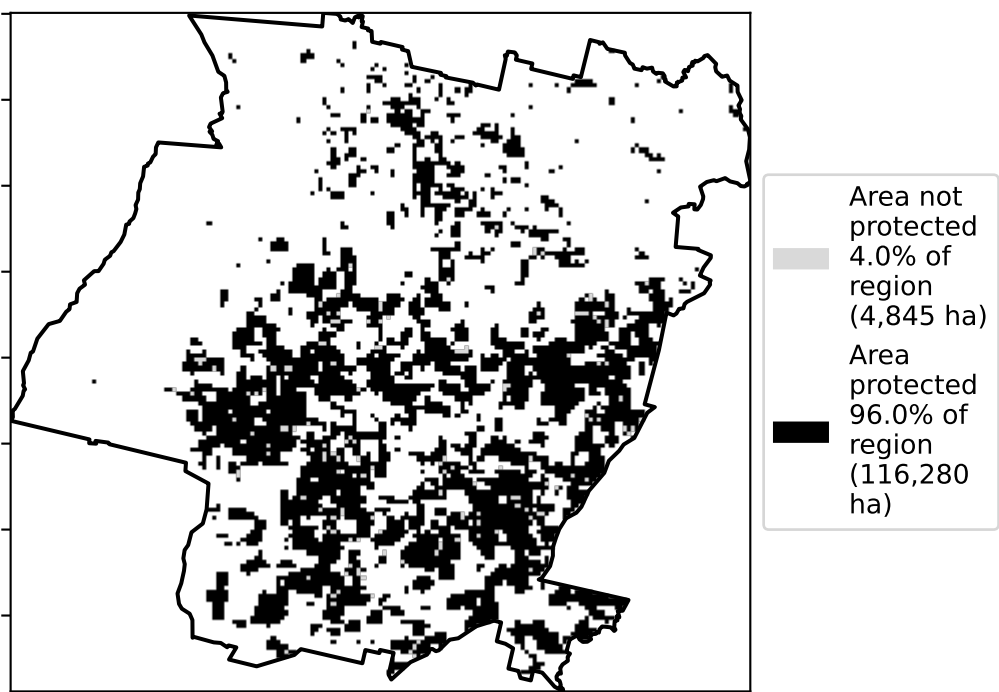 Area not
protected
4.0% of
region
(4,845 ha)
Area
protected
96.0% of
region
(116,280
ha)